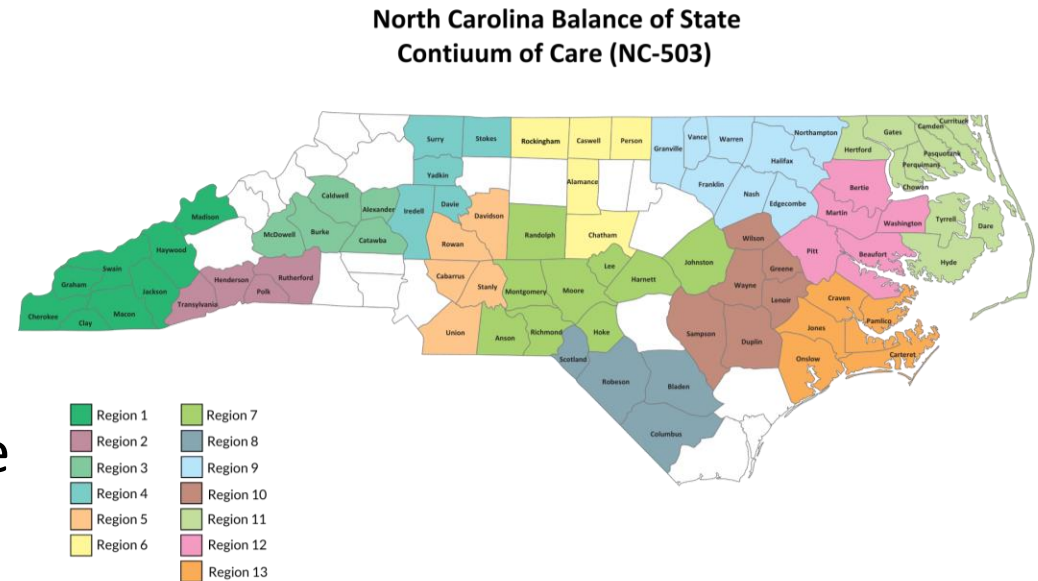 North Carolina Balance of State
Contiuum of Care (NC-503)
Surry
Stokes
Rockingham
Caswell
Person
Granville
Vance
Warren
Northampton
Gates
Camden
Currituck
Hertford
Pasquotank
Perquimans
Chowan
Halifax
Yadkin
Alamance
Franklin
Nash
Edgecombe
Bertie
Martin
Washington
Tyrrell
Dare
Madison
Caldwell
Alexander
Iredell
Davie
Davidson
McDowell
Burke
Catawba
Rowan
Randolph
Chatham
Wilson
Pitt
Beaufort
Hyde
Haywood
Swain
Graham
Jackson
Cherokee
Clay
Macon
Transylvania
Henderson
Polk
Rutherford
Cabarrus
Stanly
Montgomery
Moore
Lee
Harnett
Johnston
Greene
Wayne
Lenoir
Craven
Pamlico
Jones
Carteret
Onslow
Union
Anson
Richmond
Hoke
Scotland
Sampson
Duplin
Robeson
Bladen
Columbus
Region 1
Region 2
Region 3
Region 4
Region 5
Region 6
Region 7
Region 8
Region 9
Region 10
Region 11
Region 12
Region 13
e